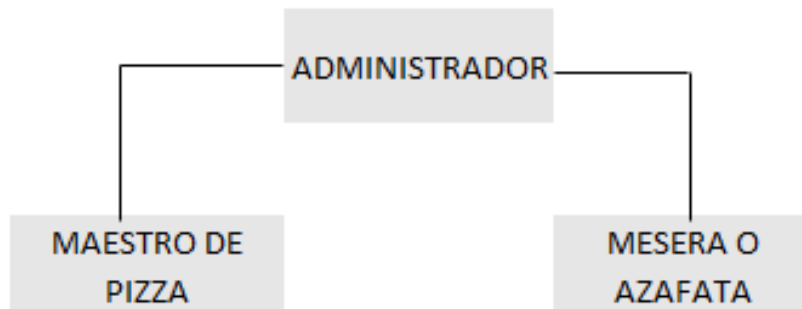 ADMINISTRADOR
MAESTRO DE
PIZZA
MESERA O
AZAFATA